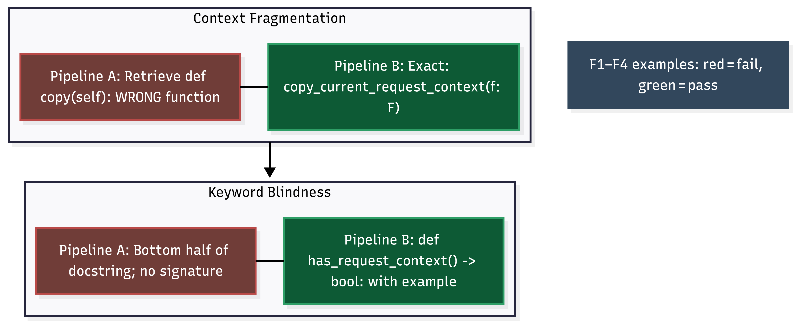 Context Fragmentation
Pipeline A: Retrieve def
copy(self): WRONG function
Pipeline B: Exact:
copy_current_request_context(f:
F)
F1–F4 examples: red = fail,
green = pass
Keyword Blindness
Pipeline A: Bottom half of
docstring; no signature
Pipeline B: def
has_request_context() ->
bool: with example